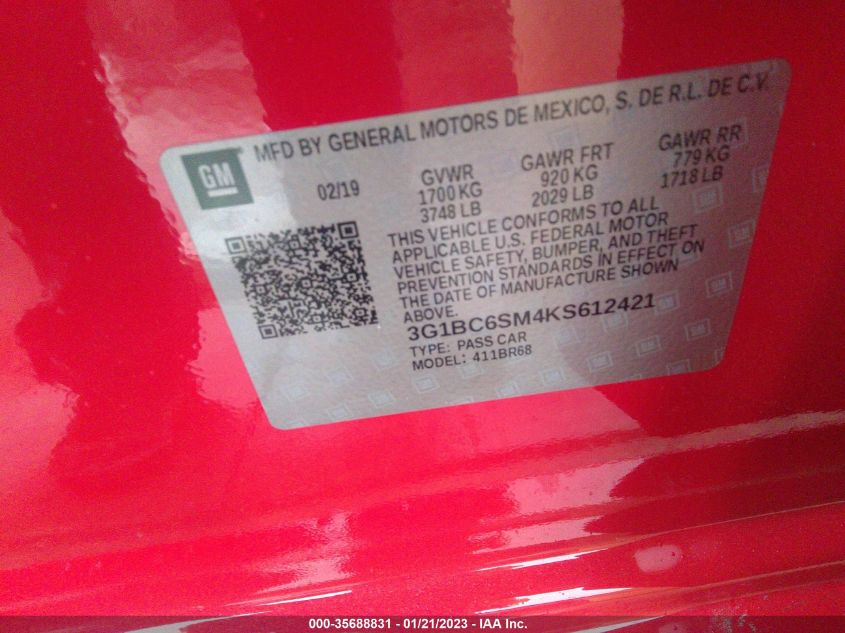 MFD BY GENERAL MOTORS DE MEXICO, S. DE R.L. DE C.V.
GM
02/19
GVWR
1700 KG
3748 LB
GAWR FRT
920 KG
2029 LB
GAWR RR
779 KG
1718 LB
THIS VEHICLE CONFORMS TO ALL
APPLICABLE U.S. FEDERAL MOTOR
VEHICLE SAFETY, BUMPER, AND THEFT
PREVENTION STANDARDS IN EFFECT ON
THE DATE OF MANUFACTURE SHOWN
ABOVE.
3G1BC6SM4KS612421
TYPE: PASS CAR
MODEL: 411BR68
000-35688831 - 01/21/2023 - IAA Inc.